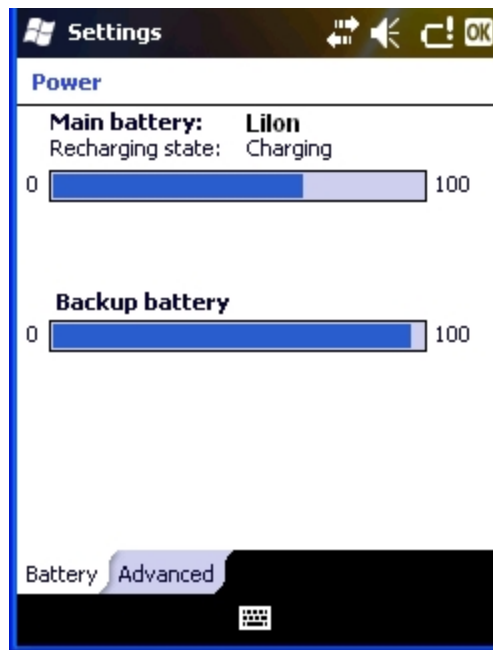 Settings
OK
Power
Main battery: LiIon
Recharging state: Charging
0 100
Backup battery
0 100
Battery Advanced